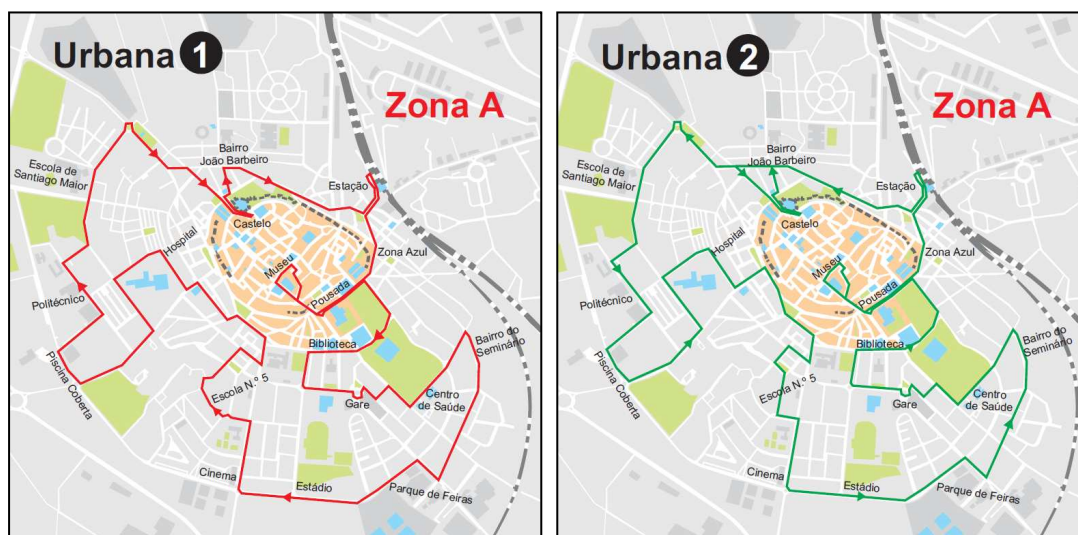 Urbana 1
Zona A
Bairro
João Barbeiro
Escola de
Santiago Maior
Estação
Castelo
Hospital
Zona Azul
Museu
Politécnico
Pousada
Bairro do
Seminário
Biblioteca
Piscina Coberta
Escola N.º 5
Centro
de Saúde
Gare
Cinema
Estádio
Parque de Feiras
Urbana 2
Zona A
Bairro
João Barbeiro
Escola de
Santiago Maior
Estação
Castelo
Hospital
Zona Azul
Museu
Politécnico
Pousada
Bairro do
Seminário
Biblioteca
Piscina Coberta
Escola N.º 5
Centro
de Saúde
Gare
Cinema
Estádio
Parque de Feiras